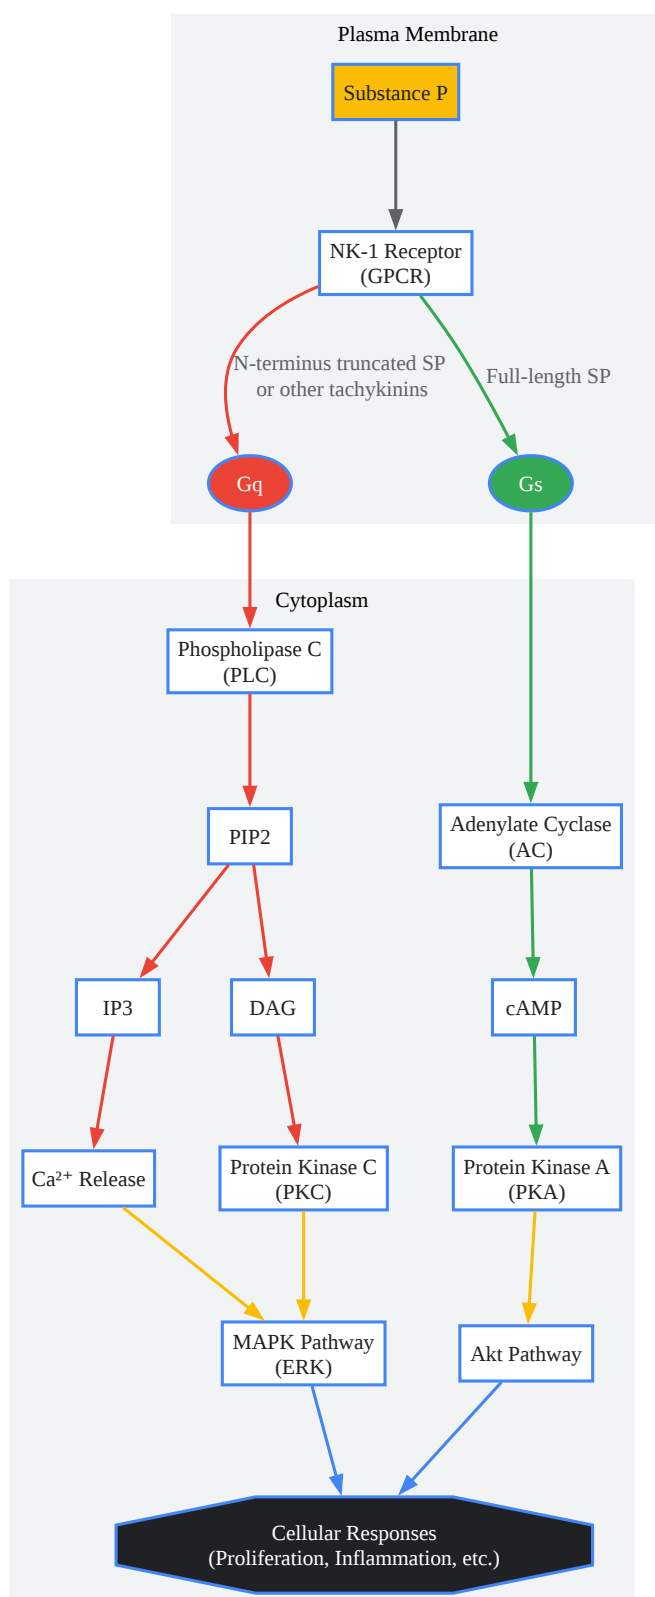 Plasma Membrane
Substance P
NK-1 Receptor
(GPCR)
N-terminus truncated SP
or other tachykinins
Full-length SP
Gq
Gs
Cytoplasm
Phospholipase C
(PLC)
PIP2
Adenylate Cyclase
(AC)
IP3
DAG
cAMP
Ca²⁺ Release
Protein Kinase C
(PKC)
Protein Kinase A
(PKA)
MAPK Pathway
(ERK)
Akt Pathway
Cellular Responses
(Proliferation, Inflammation, etc.)